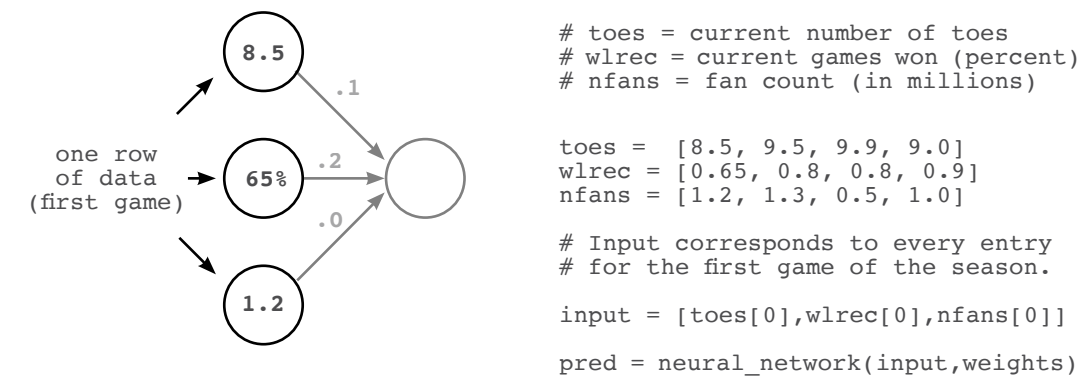 8.5
.1
one row
of data
(first game)
65%
.2
.0
1.2
# toes = current number of toes
# wlrec = current games won (percent)
# nfans = fan count (in millions)
toes =  [8.5, 9.5, 9.9, 9.0]
wlrec = [0.65, 0.8, 0.8, 0.9]
nfans = [1.2, 1.3, 0.5, 1.0]
# Input corresponds to every entry
# for the first game of the season.
input = [toes[0],wlrec[0],nfans[0]]
pred = neural_network(input,weights)